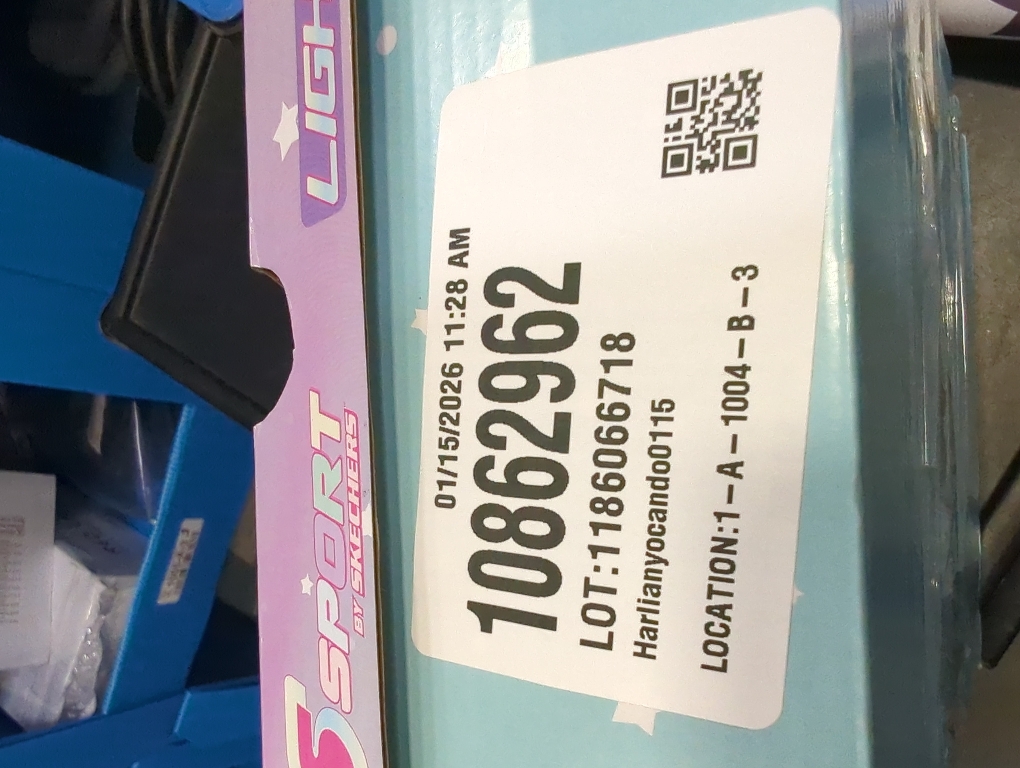 01/15/2026 11:28 AM
10862962
LOT:1186066718
Harlianyocando0115
LOCATION:1-A-1004-B-3
S SPORT
BY SKECHERS
LIGH